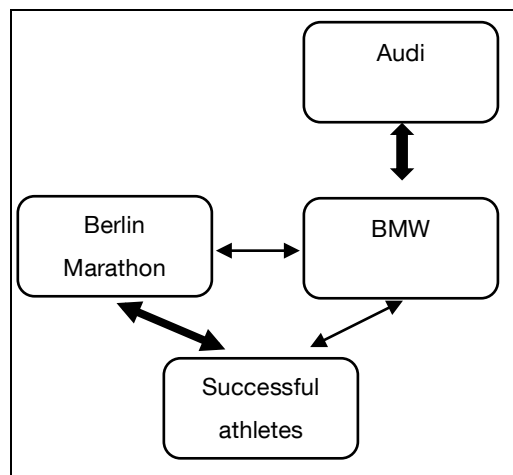 Audi
Berlin
Marathon
BMW
Successful
athletes